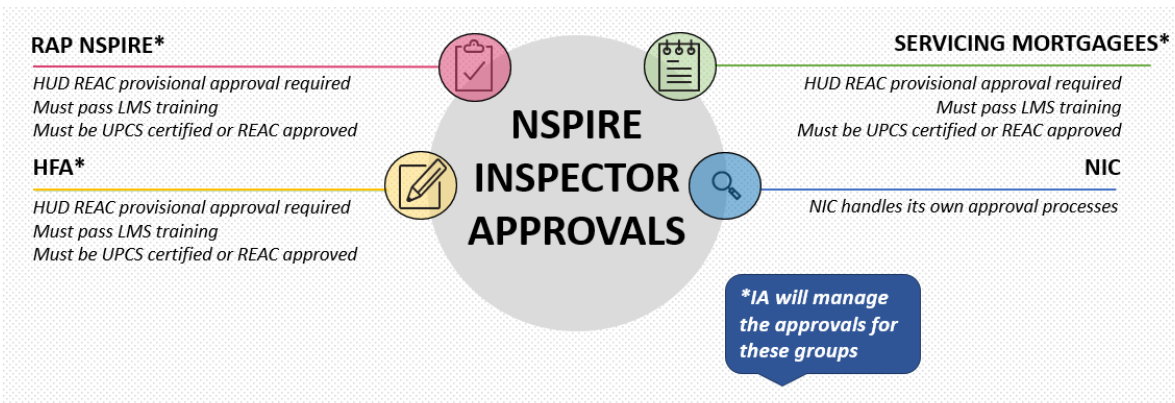 RAP NSPIRE*
HUD REAC provisional approval required
Must pass LMS training
Must be UPCS certified or REAC approved
HFA*
HUD REAC provisional approval required
Must pass LMS training
Must be UPCS certified or REAC approved
NSPIRE
INSPECTOR
APPROVALS
SERVICING MORTGAGEES*
HUD REAC provisional approval required
Must pass LMS training
Must be UPCS certified or REAC approved
NIC
NIC handles its own approval processes
*IA will manage
the approvals for
these groups